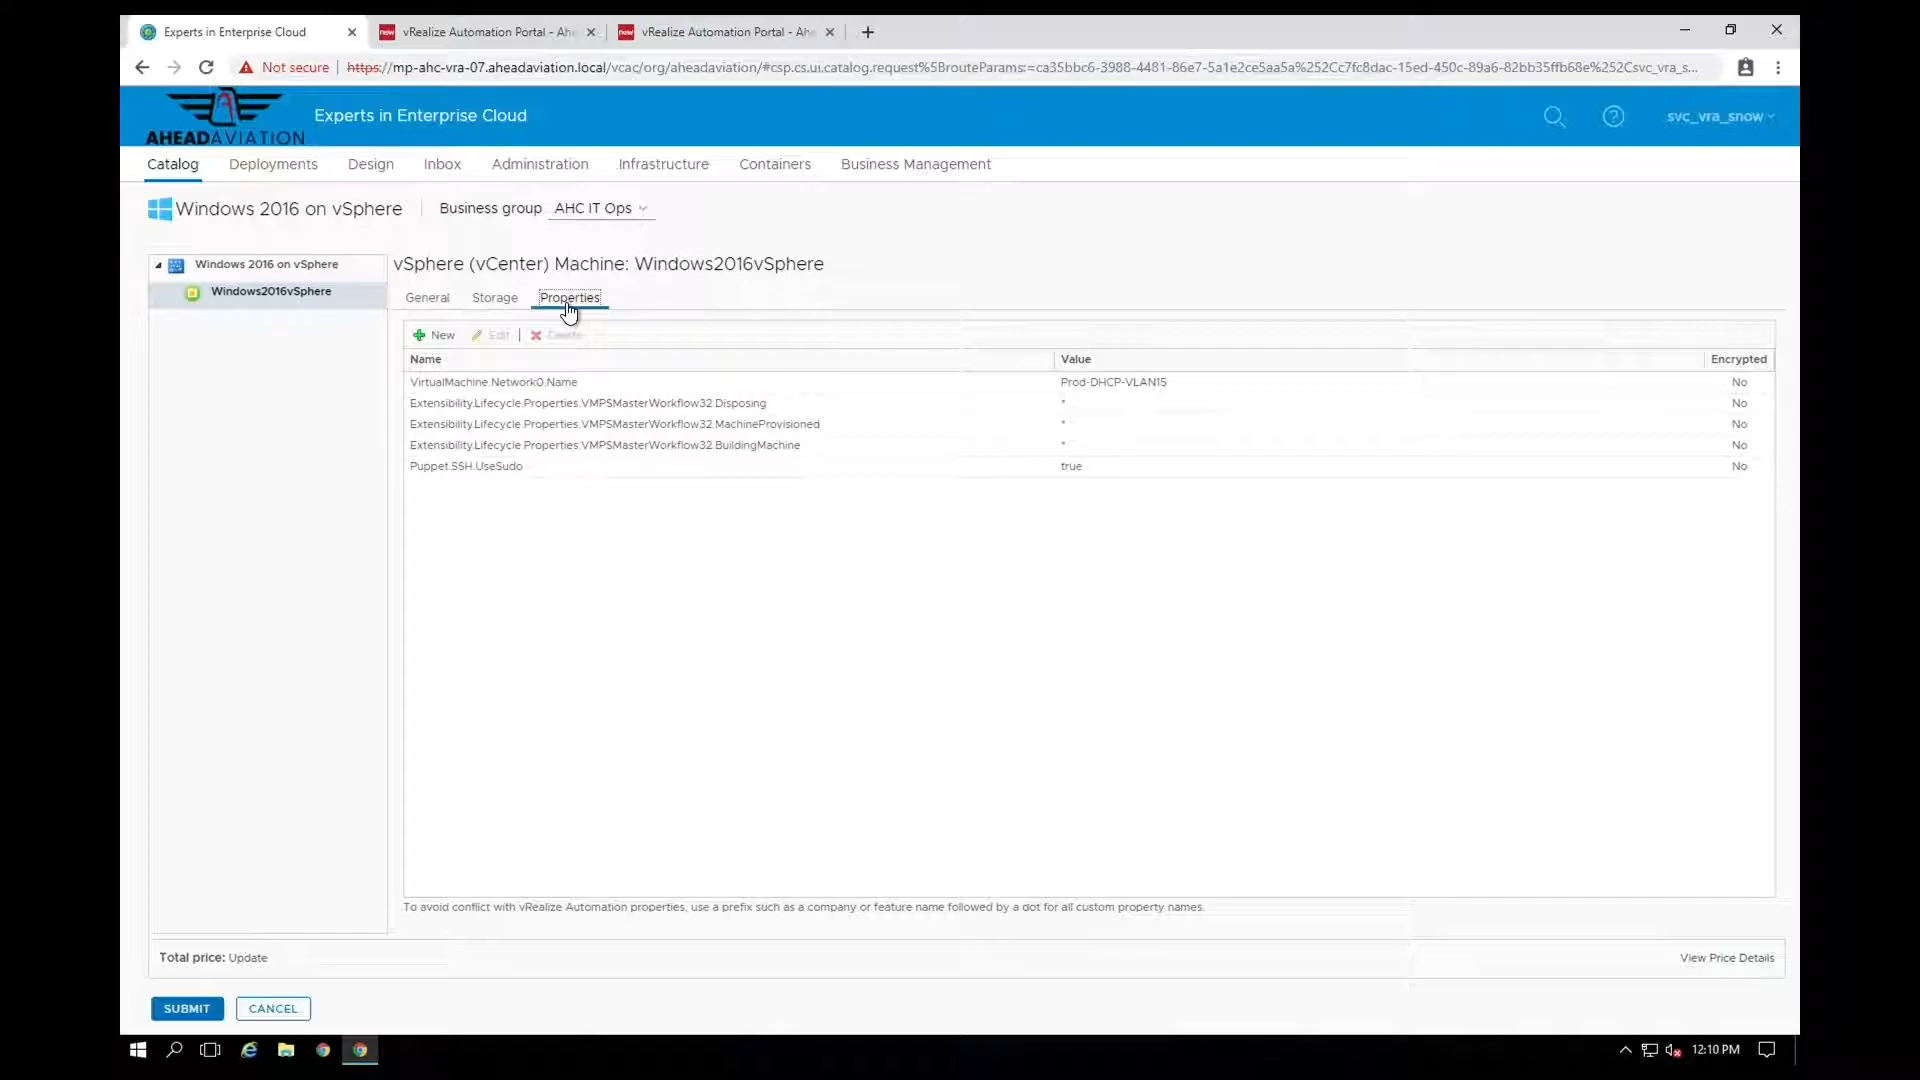 Experts in Enterprise Cloud
vRealize Automation Portal - Ahe
vRealize Automation Portal - Ahe
Not secure
https://mp-ahc-vra-07.aheadaviation.local/vcac/org/aheadaviation/#csp.cs.ui.catalog.request%5BrouteParams:=ca35bbc6-3988-4481-86e7-5a1e2ce5aa5a%252Cc7fc8dac-15ed-450c-89a6-82bb35ffb68e%252Csvc_vra_s...
AHEADAVIATION
Experts in Enterprise Cloud
svc_vra_snow
Catalog Deployments Design Inbox Administration Infrastructure Containers Business Management
Windows 2016 on vSphere
Business group AHC IT Ops
Windows 2016 on vSphere
Windows2016vSphere
vSphere (vCenter) Machine: Windows2016vSphere
General Storage Properties
New Edit Delete
Name Value Encrypted
VirtualMachine.Network0.Name Prod-DHCP-VLAN15 No
Extensibility.Lifecycle.Properties.VMPSMasterWorkflow32.Disposing * No
Extensibility.Lifecycle.Properties.VMPSMasterWorkflow32.MachineProvisioned * No
Extensibility.Lifecycle.Properties.VMPSMasterWorkflow32.BuildingMachine * No
Puppet.SSH.UseSudo true No
To avoid conflict with vRealize Automation properties, use a prefix such as a company or feature name followed by a dot for all custom property names.
Total price: Update
View Price Details
SUBMIT CANCEL
12:10 PM